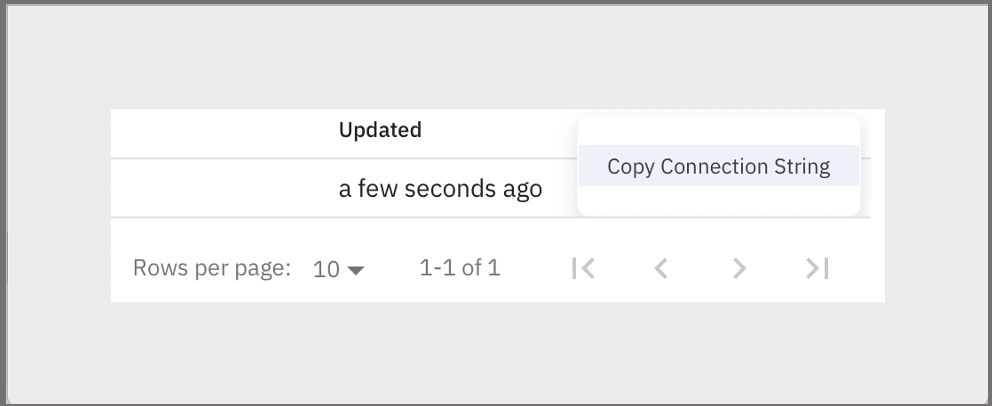 Updated
Copy Connection String
a few seconds ago
Rows per page: 10 1-1 of 1